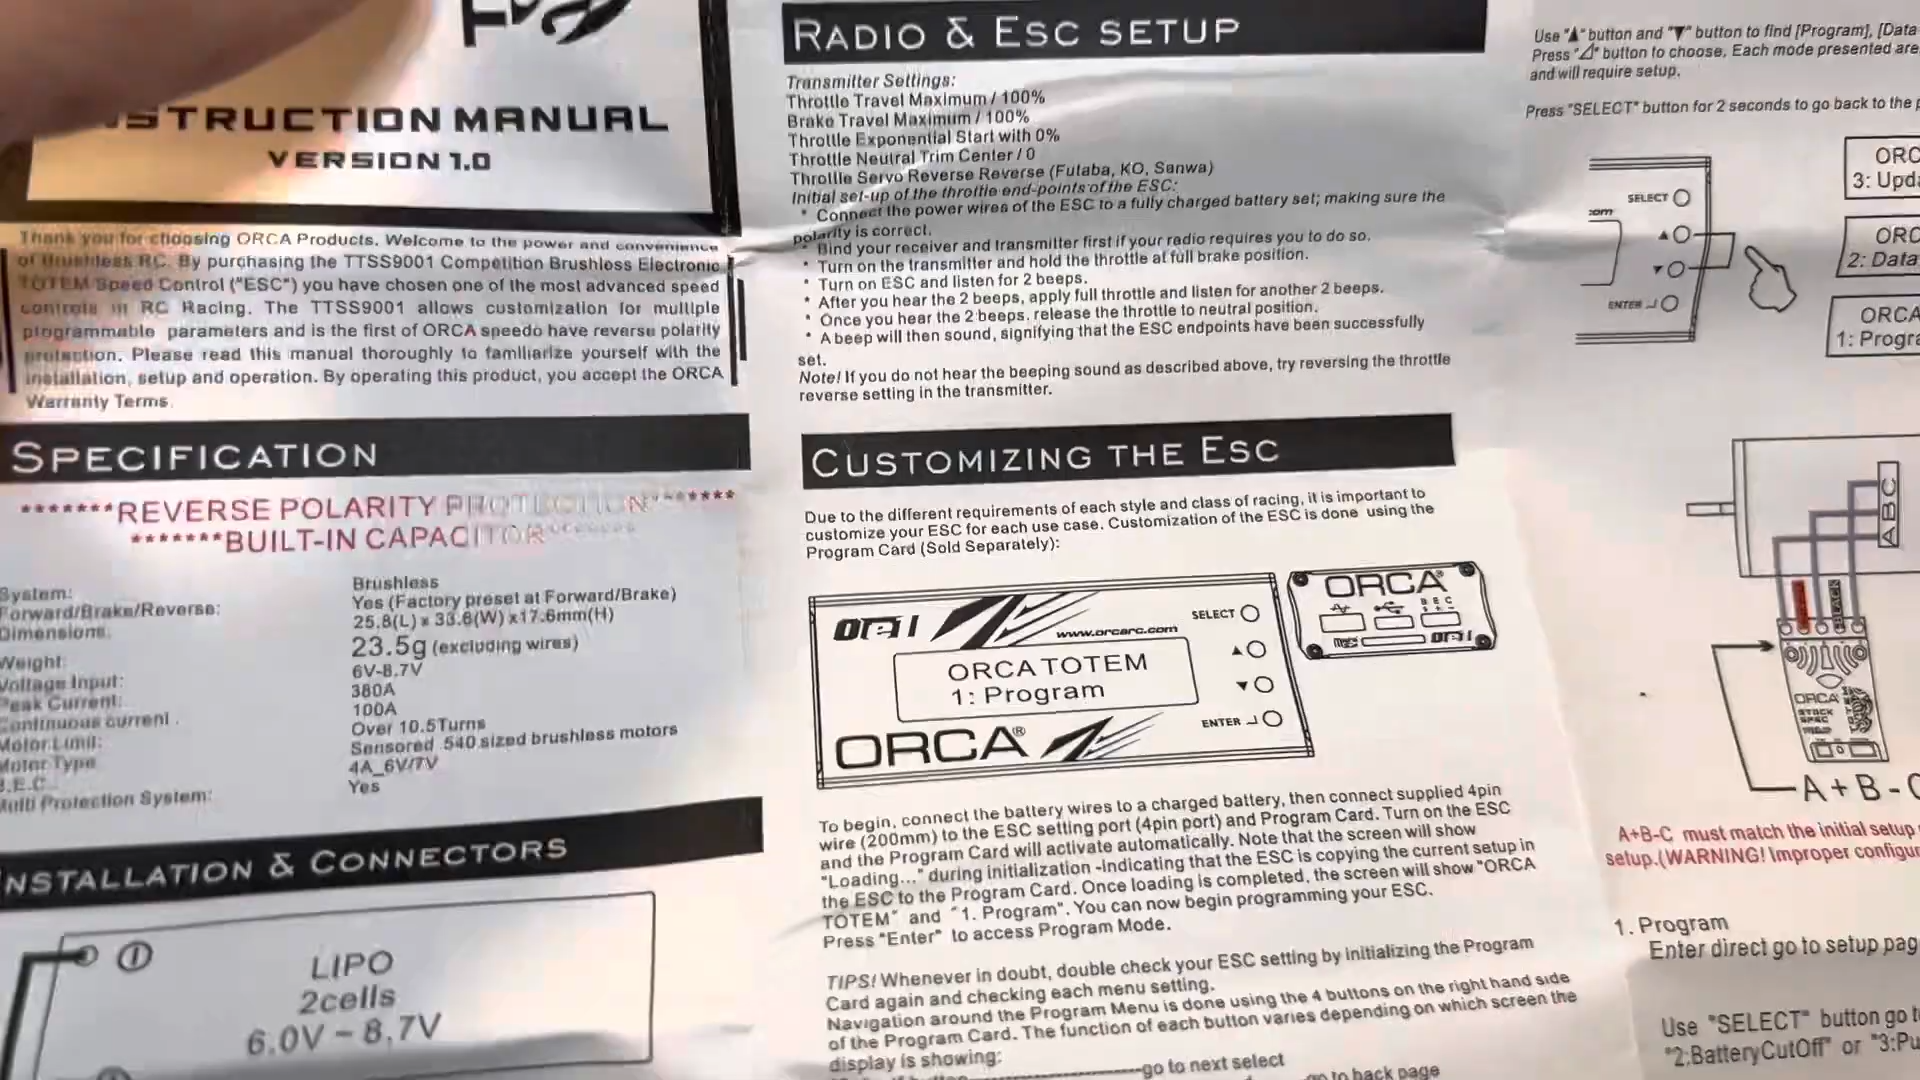 INSTRUCTION MANUAL
VERSION 1.0
Thank you for choosing ORCA Products. Welcome to the power and convenience
of Brushless RC. By purchasing the TTSS9001 Competition Brushless Electronic
TOTEM Speed Control ("ESC") you have chosen one of the most advanced speed
controls in RC Racing. The TTSS9001 allows customization for multiple
programmable parameters and is the first of ORCA speedo have reverse polarity
protection. Please read this manual thoroughly to familiarize yourself with the
installation, setup and operation. By operating this product, you accept the ORCA
Warranty Terms.
SPECIFICATION
*******REVERSE POLARITY PROTECTION*******
*******BUILT-IN CAPACITOR*******
System: Brushless
Forward/Brake/Reverse: Yes (Factory preset at Forward/Brake)
Dimensions: 25.8(L) x 33.6(W) x17.6mm(H)
Weight: 23.5g (excluding wires)
Voltage Input: 6V-8.7V
Peak Current: 380A
Continuous current: 100A
Motor Limit: Over 10.5Turns
Motor Type Sensored 540 sized brushless motors
B.E.C. 4A_6V/7V
Multi Protection System: Yes
INSTALLATION & CONNECTORS
LIPO
2cells
6.0V ~ 8.7V
RADIO & ESC SETUP
Transmitter Settings:
Throttle Travel Maximum / 100%
Brake Travel Maximum / 100%
Throttle Exponential Start with 0%
Throttle Neutral Trim Center / 0
Throttle Servo Reverse Reverse (Futaba, KO, Sanwa)
Initial set-up of the throttle end-points of the ESC:
* Connect the power wires of the ESC to a fully charged battery set; making sure the
polarity is correct.
* Bind your receiver and transmitter first if your radio requires you to do so.
* Turn on the transmitter and hold the throttle at full brake position.
* Turn on ESC and listen for 2 beeps.
* After you hear the 2 beeps, apply full throttle and listen for another 2 beeps.
* Once you hear the 2 beeps, release the throttle to neutral position.
* A beep will then sound, signifying that the ESC endpoints have been successfully
set.
Note! If you do not hear the beeping sound as described above, try reversing the throttle
reverse setting in the transmitter.
CUSTOMIZING THE ESC
Due to the different requirements of each style and class of racing, it is important to
customize your ESC for each use case. Customization of the ESC is done using the
Program Card (Sold Separately):
www.orcarc.com
SELECT
ORCA TOTEM
1: Program
ENTER
ORCA®
ORCA®
BEC
To begin, connect the battery wires to a charged battery, then connect supplied 4pin
wire (200mm) to the ESC setting port (4pin port) and Program Card. Turn on the ESC
and the Program Card will activate automatically. Note that the screen will show
"Loading..." during initialization -Indicating that the ESC is copying the current setup in
the ESC to the Program Card. Once loading is completed, the screen will show "ORCA
TOTEM" and "1. Program". You can now begin programming your ESC.
Press "Enter" to access Program Mode.
TIPS! Whenever in doubt, double check your ESC setting by initializing the Program
Card again and checking each menu setting.
Navigation around the Program Menu is done using the 4 buttons on the right hand side
of the Program Card. The function of each button varies depending on which screen the
display is showing:
go to next select
go to back page
Use "▲" button and "▼" button to find [Program], [Data
Press "⊿" button to choose, Each mode presented are
and will require setup.
Press "SELECT" button for 2 seconds to go back to the p
com
SELECT
ENTER
ORC
3: Upda
ORC
2: Data
ORCA
1: Progra
ABC
BLACK
ORCA
STOCK
SPEC
A+B-C
A+B-C must match the initial setup
setup.(WARNING! Improper configur
1. Program
Enter direct go to setup pag
Use "SELECT" button go t
"2:BatteryCutOff" or "3:Pu